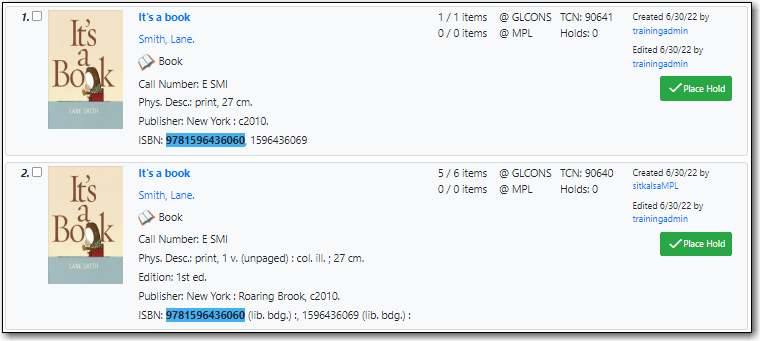 1.
It's a book
Smith, Lane.
Book
Call Number: E SMI
Phys. Desc.: print, 27 cm.
Publisher: New York : c2010.
ISBN: 9781596436060, 1596436069
1 / 1 items @ GLCONS TCN: 90641
0 / 0 items @ MPL Holds: 0
Created 6/30/22 by
trainingadmin
Edited 6/30/22 by
trainingadmin
Place Hold
It's
a
Book
LANE SMITH
2.
It's a book
Smith, Lane.
Book
Call Number: E SMI
Phys. Desc.: print, 1 v. (unpaged) : col. ill. ; 27 cm.
Edition: 1st ed.
Publisher: New York : Roaring Brook, c2010.
ISBN: 9781596436060 (lib. bdg.) :, 1596436069 (lib. bdg.) :
5 / 6 items @ GLCONS TCN: 90640
0 / 0 items @ MPL Holds: 0
Created 6/30/22 by
sitkalsaMPL
Edited 6/30/22 by
trainingadmin
Place Hold
It's
a
Book
LANE SMITH